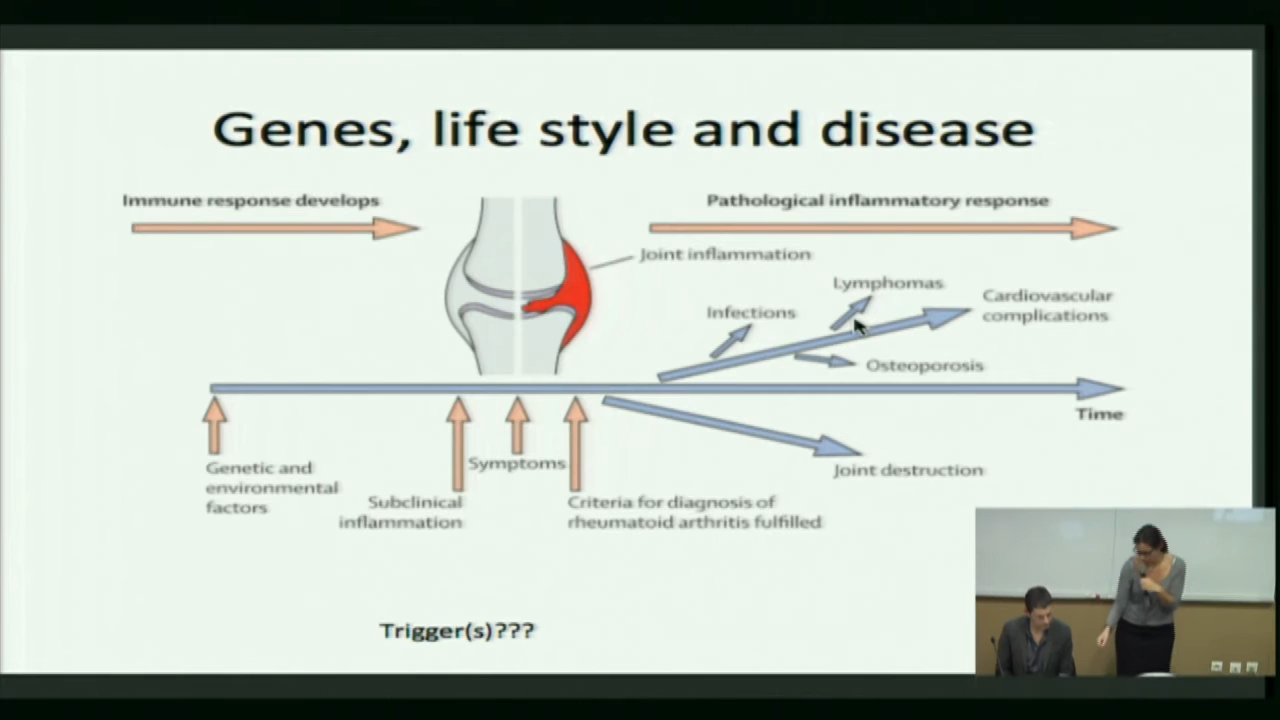 Genes, life style and disease
Immune response develops
Pathological inflammatory response
Joint inflammation
Lymphomas
Infections
Cardiovascular
complications
Osteoporosis
Time
Genetic and
environmental
factors
Subclinical
inflammation
Symptoms
Criteria for diagnosis of
rheumatoid arthritis fulfilled
Joint destruction
Trigger(s)???